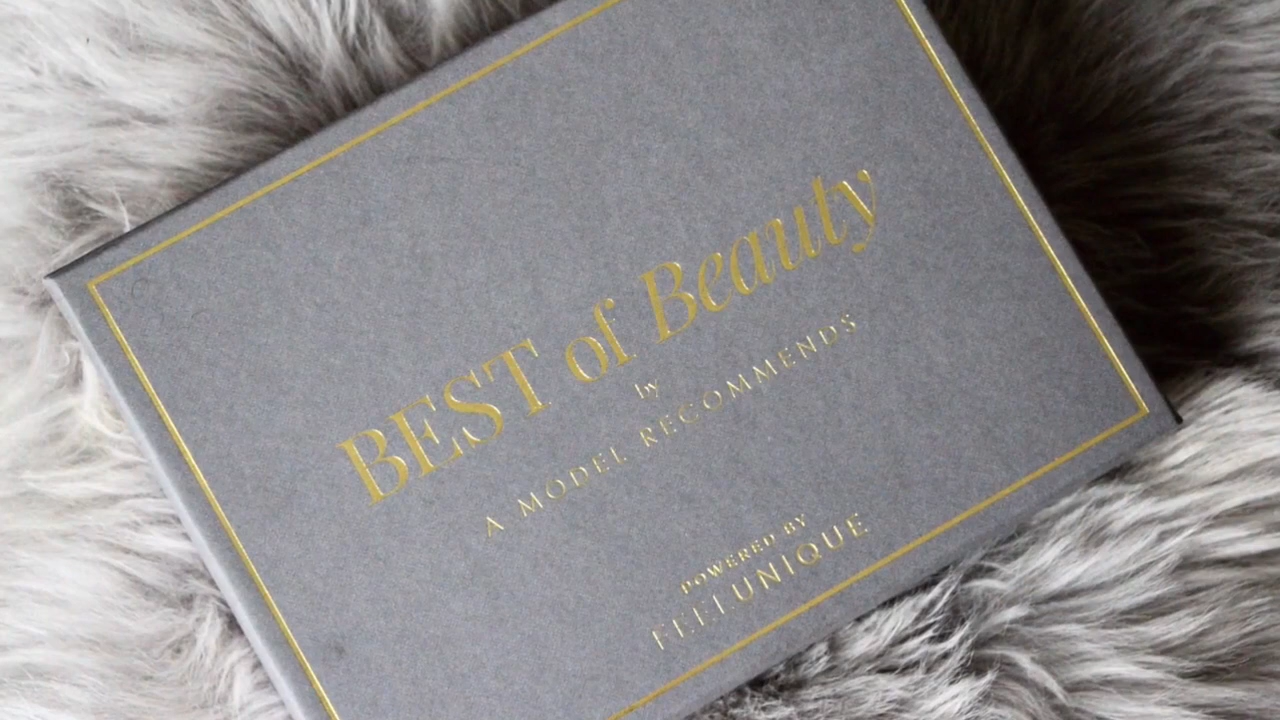 BEST of Beauty
by
A MODEL RECOMMENDS
POWERED BY
FEELUNIQUE